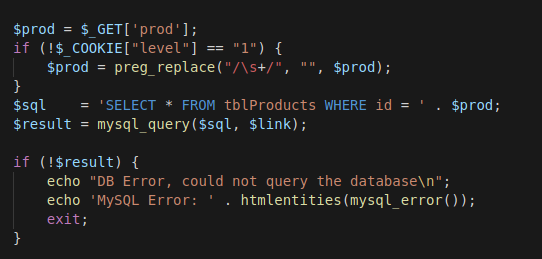 $prod = $_GET['prod'];
if (!$_COOKIE["level"] == "1") {
    $prod = preg_replace("/\s+/", "", $prod);
}
$sql    = 'SELECT * FROM tblProducts WHERE id = ' . $prod;
$result = mysql_query($sql, $link);

if (!$result) {
    echo "DB Error, could not query the database\n";
    echo 'MySQL Error: ' . htmlentities(mysql_error());
    exit;
}